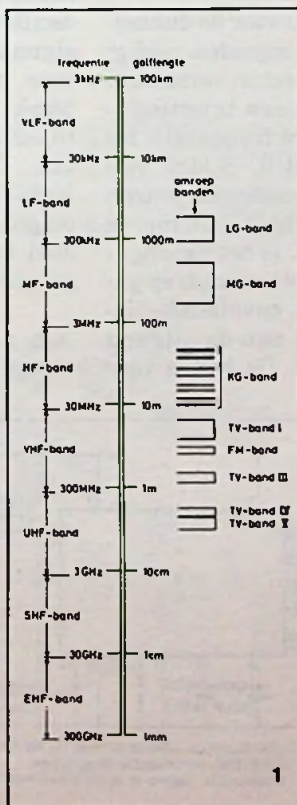 frequentie golflengte
3kHz 100km
VLF-band
30kHz 10km
omroep
banden
LF-band
LG-band
300kHz 1000m
MF-band MG-band
3MHz 100m
HF-band KG-band
30MHz 10m
TV-band I
VHF-band FM-band
TV-band III
300MHz 1m
TV-band IV
TV-band V
UHF-band
3GHz 10cm
SHF-band
30GHz 1cm
EHF-band
300GHz 1mm
1